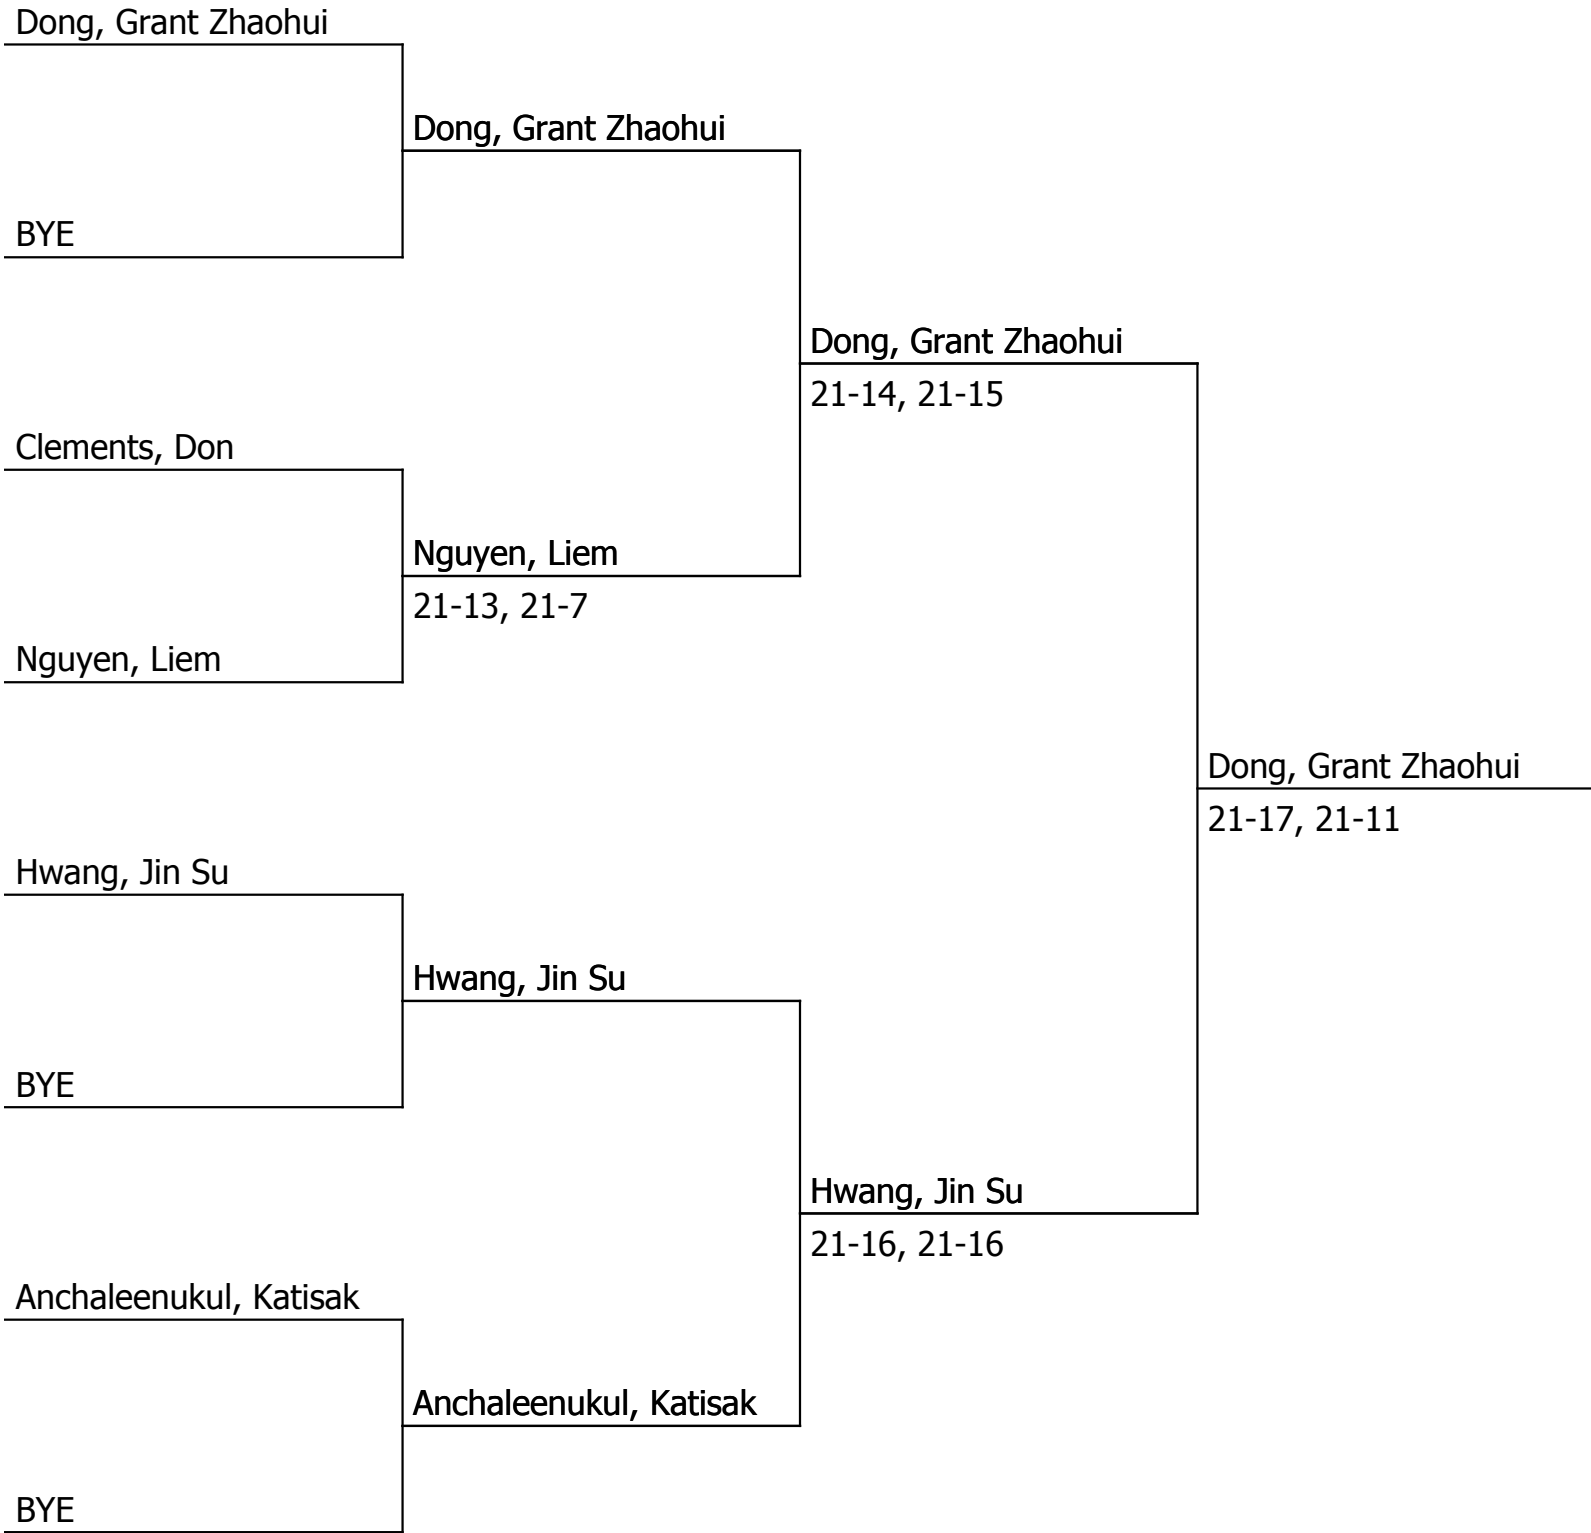 Dong, Grant Zhaohui
Dong, Grant Zhaohui
BYE
Dong, Grant Zhaohui
21-14, 21-15
Clements, Don
Nguyen, Liem
21-13, 21-7
Nguyen, Liem
Dong, Grant Zhaohui
21-17, 21-11
Hwang, Jin Su
Hwang, Jin Su
BYE
Hwang, Jin Su
21-16, 21-16
Anchaleenukul, Katisak
Anchaleenukul, Katisak
BYE